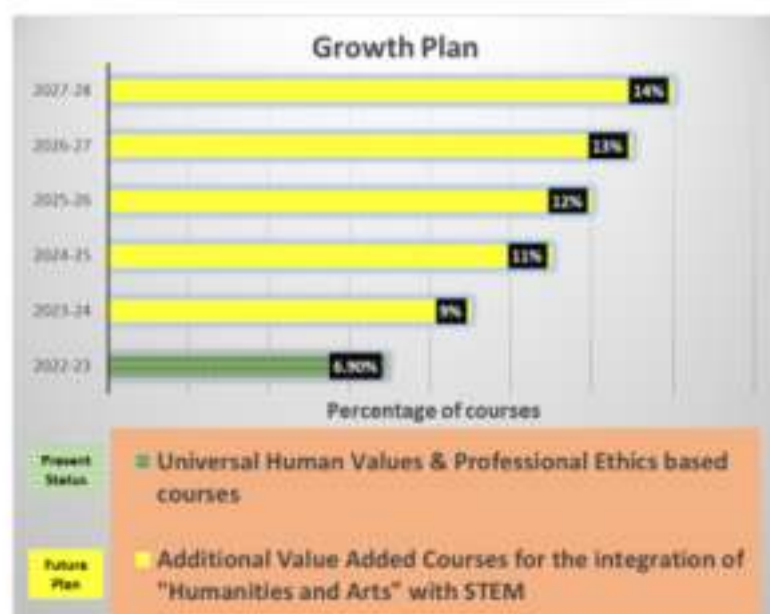 Growth Plan
2027-28
14%
2026-27
13%
2025-26
12%
2024-25
11%
2023-24
9%
2022-23
6.90%
Percentage of courses
Present
Status
Universal Human Values & Professional Ethics based
courses
Future
Plan
Additional Value Added Courses for the integration of
"Humanities and Arts" with STEM